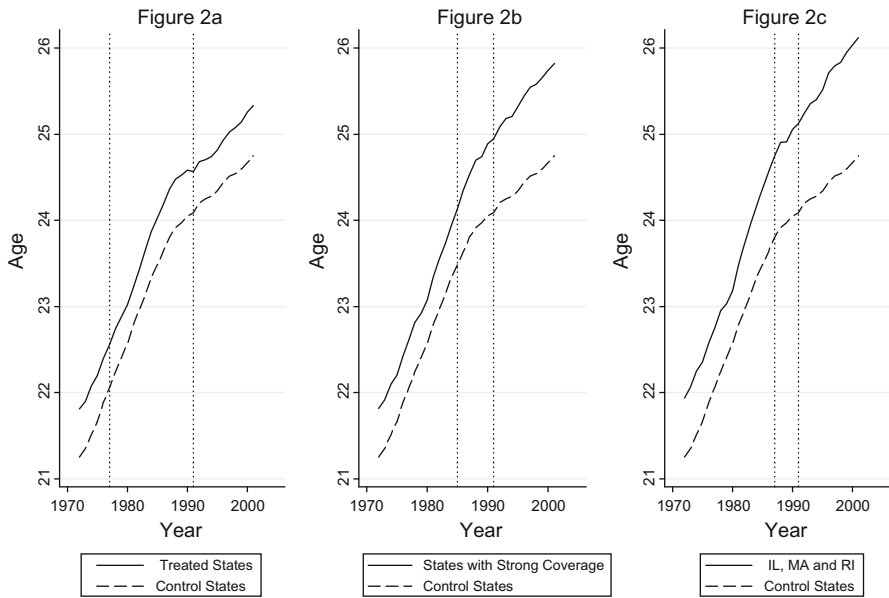 Figure 2a
26
25
24
23
22
21
Age
1970 1980 1990 2000
Year
Treated States
Control States
Figure 2b
26
25
24
23
22
21
Age
1970 1980 1990 2000
Year
States with Strong Coverage
Control States
Figure 2c
26
25
24
23
22
21
Age
1970 1980 1990 2000
Year
IL, MA and RI
Control States